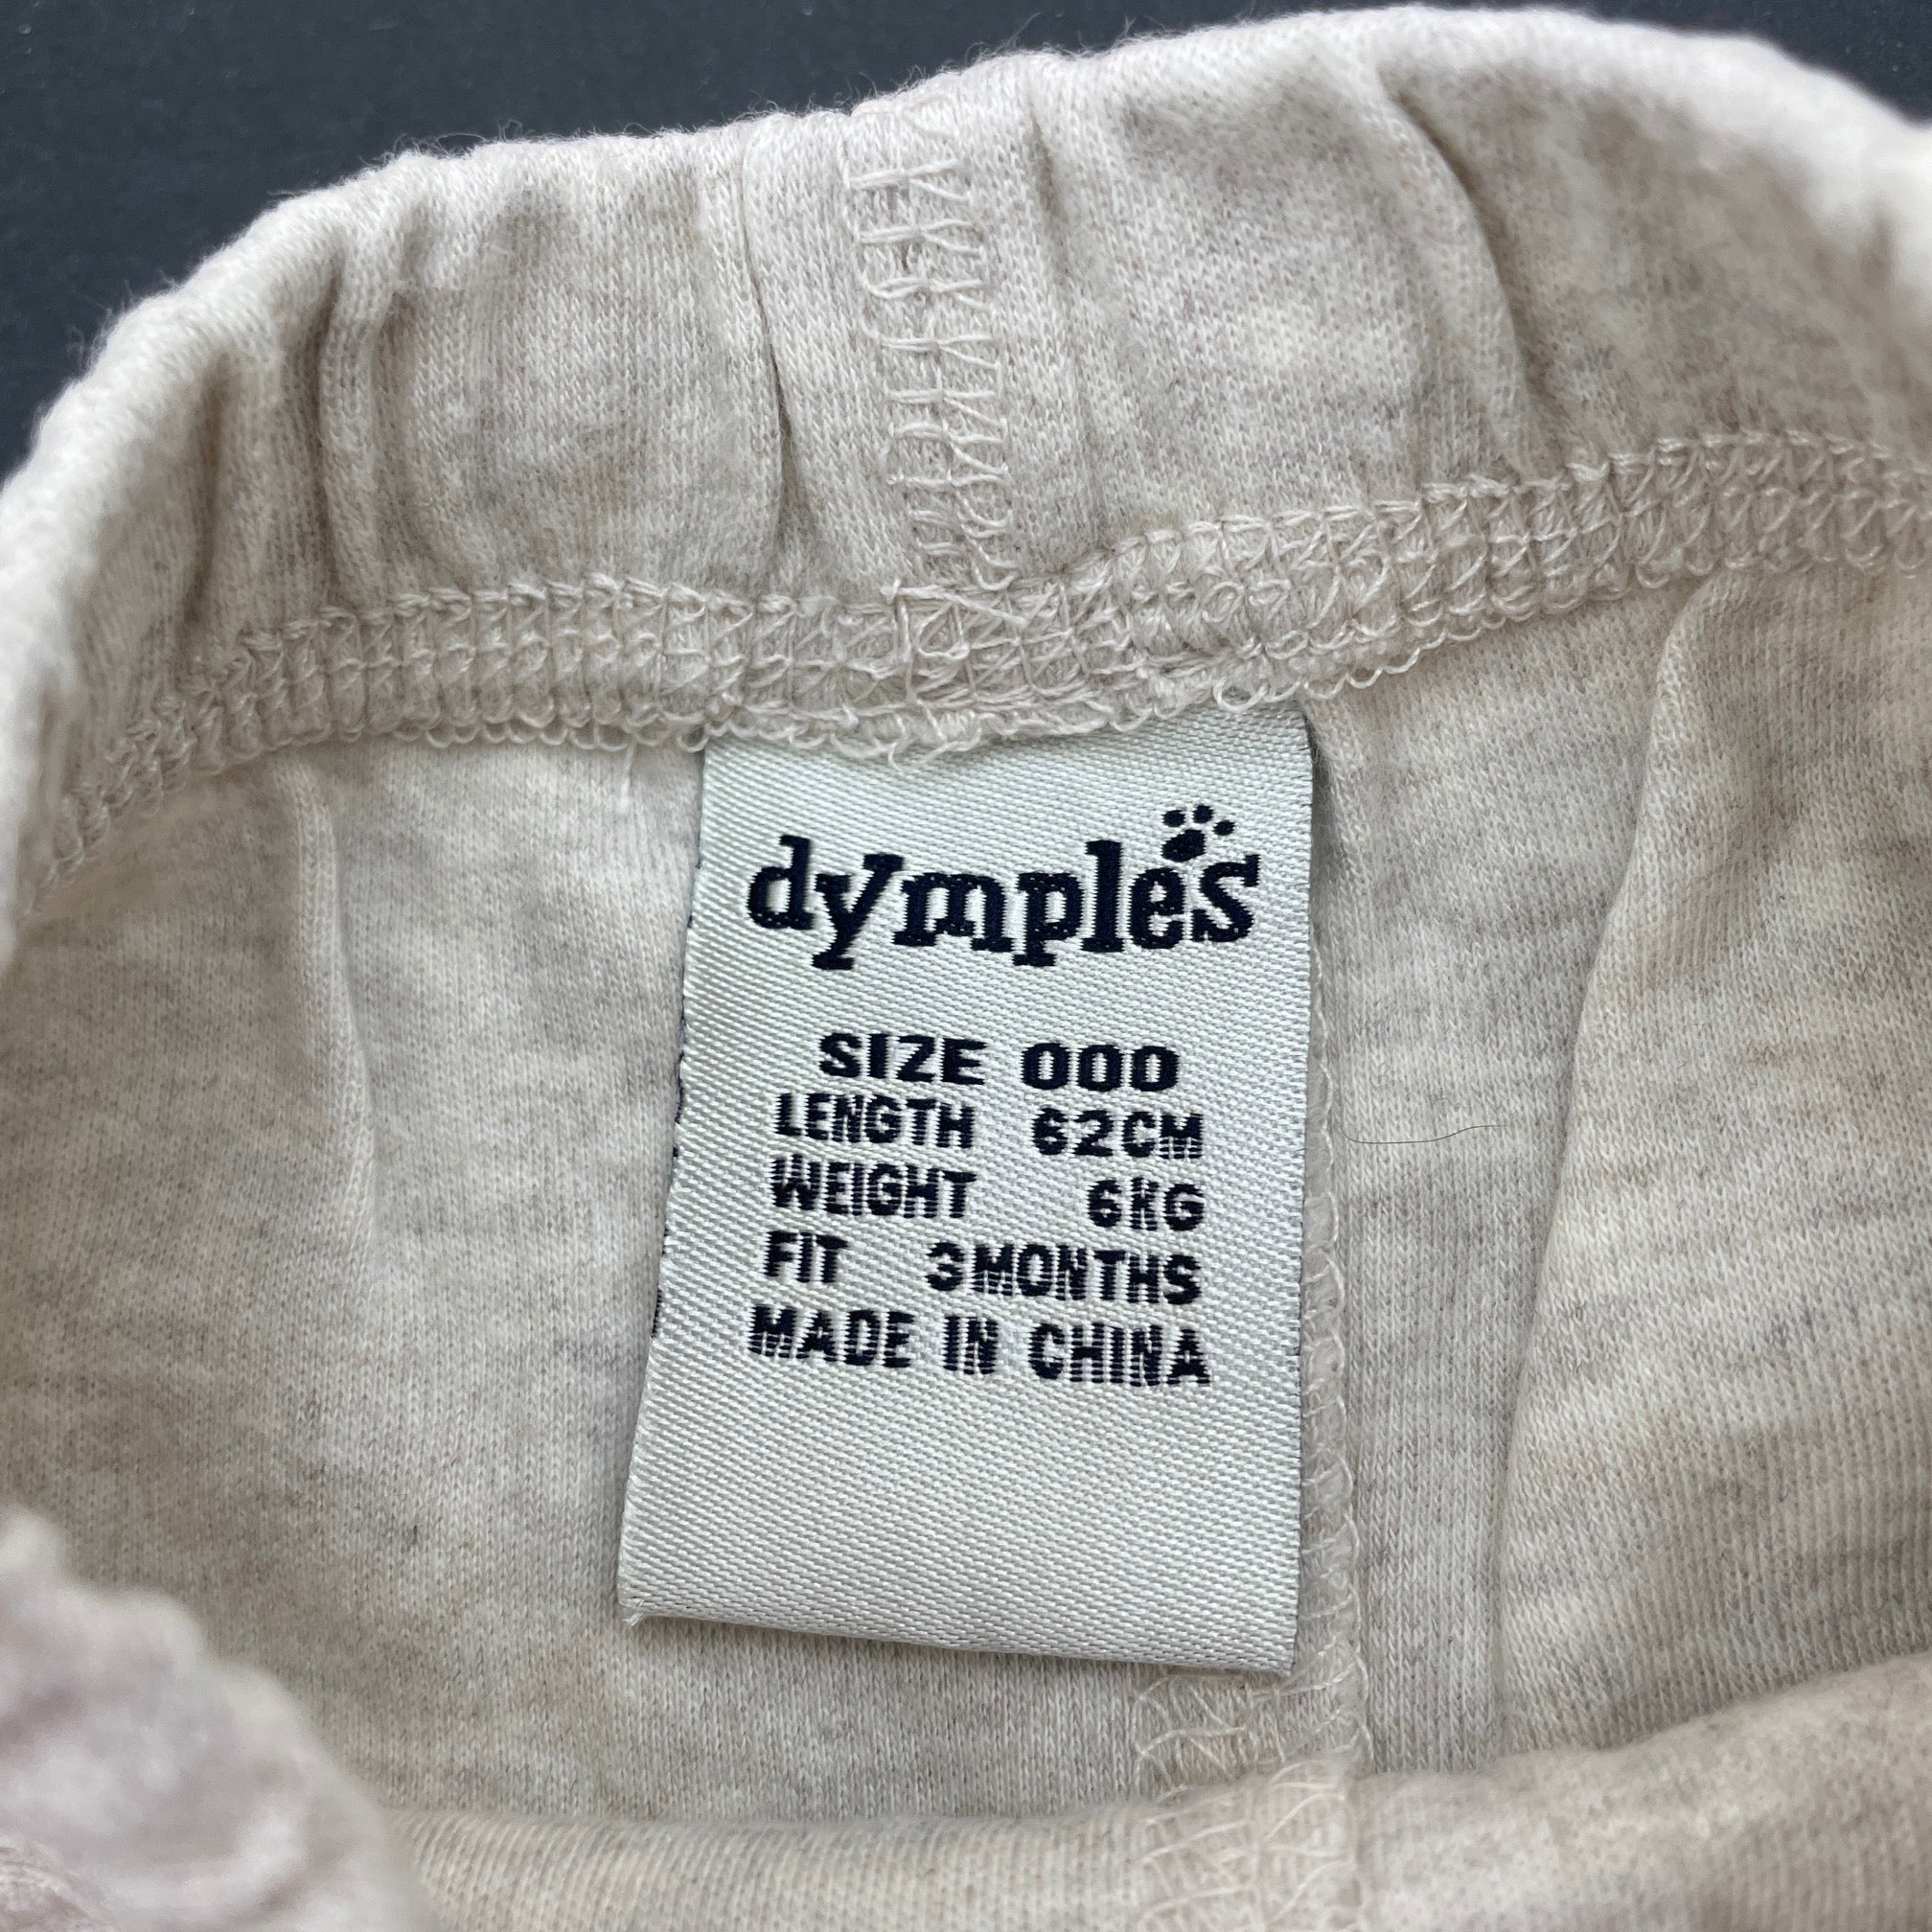 dymples
SIZE 000
LENGTH 62CM
WEIGHT 6KG
FIT 3MONTHS
MADE IN CHINA